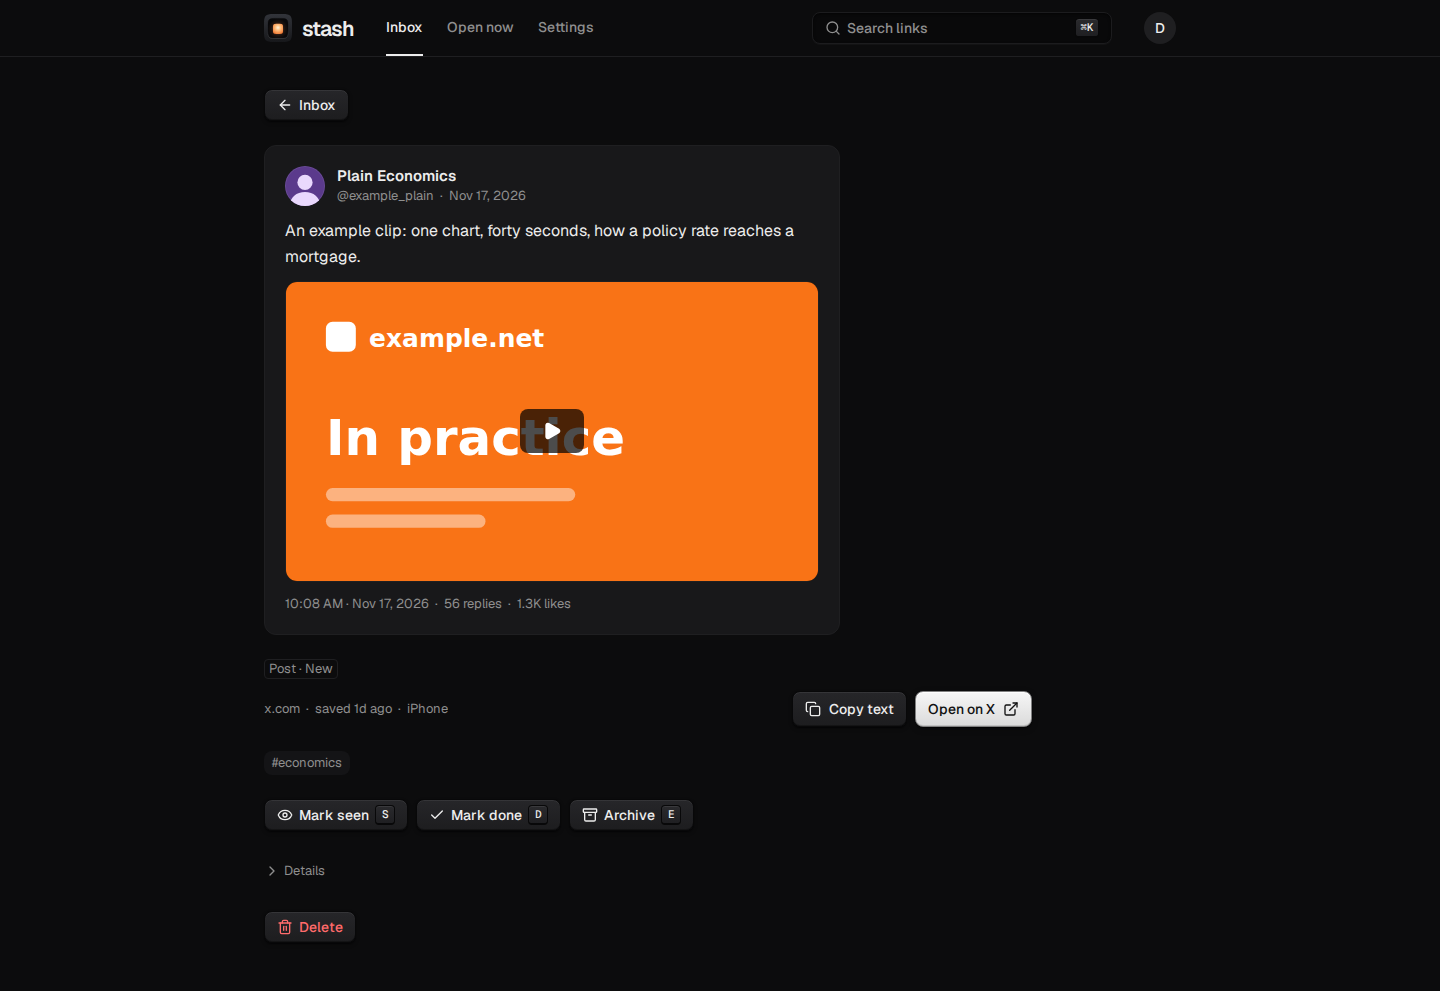 stash
Inbox
Open now
Settings
Search links
⌘K
D
Inbox
Plain Economics
@example_plain · Nov 17, 2026
An example clip: one chart, forty seconds, how a policy rate reaches a
mortgage.
example.net
In practice
10:08 AM · Nov 17, 2026 · 56 replies · 1.3K likes
Post · New
x.com · saved 1d ago · iPhone
Copy text
Open on X
#economics
Mark seen S
Mark done D
Archive E
Details
Delete